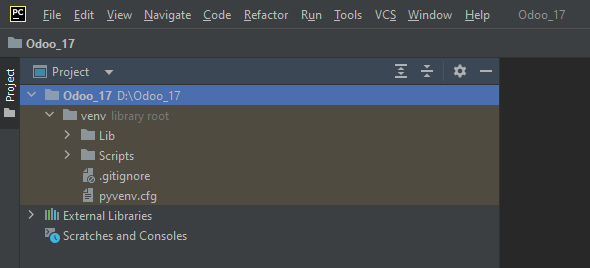 PC File Edit View Navigate Code Refactor Run Tools VCS Window Help Odoo_17
Odoo_17
Project
Project
Odoo_17 D:\Odoo_17
venv library root
Lib
Scripts
.gitignore
pyvenv.cfg
External Libraries
Scratches and Consoles